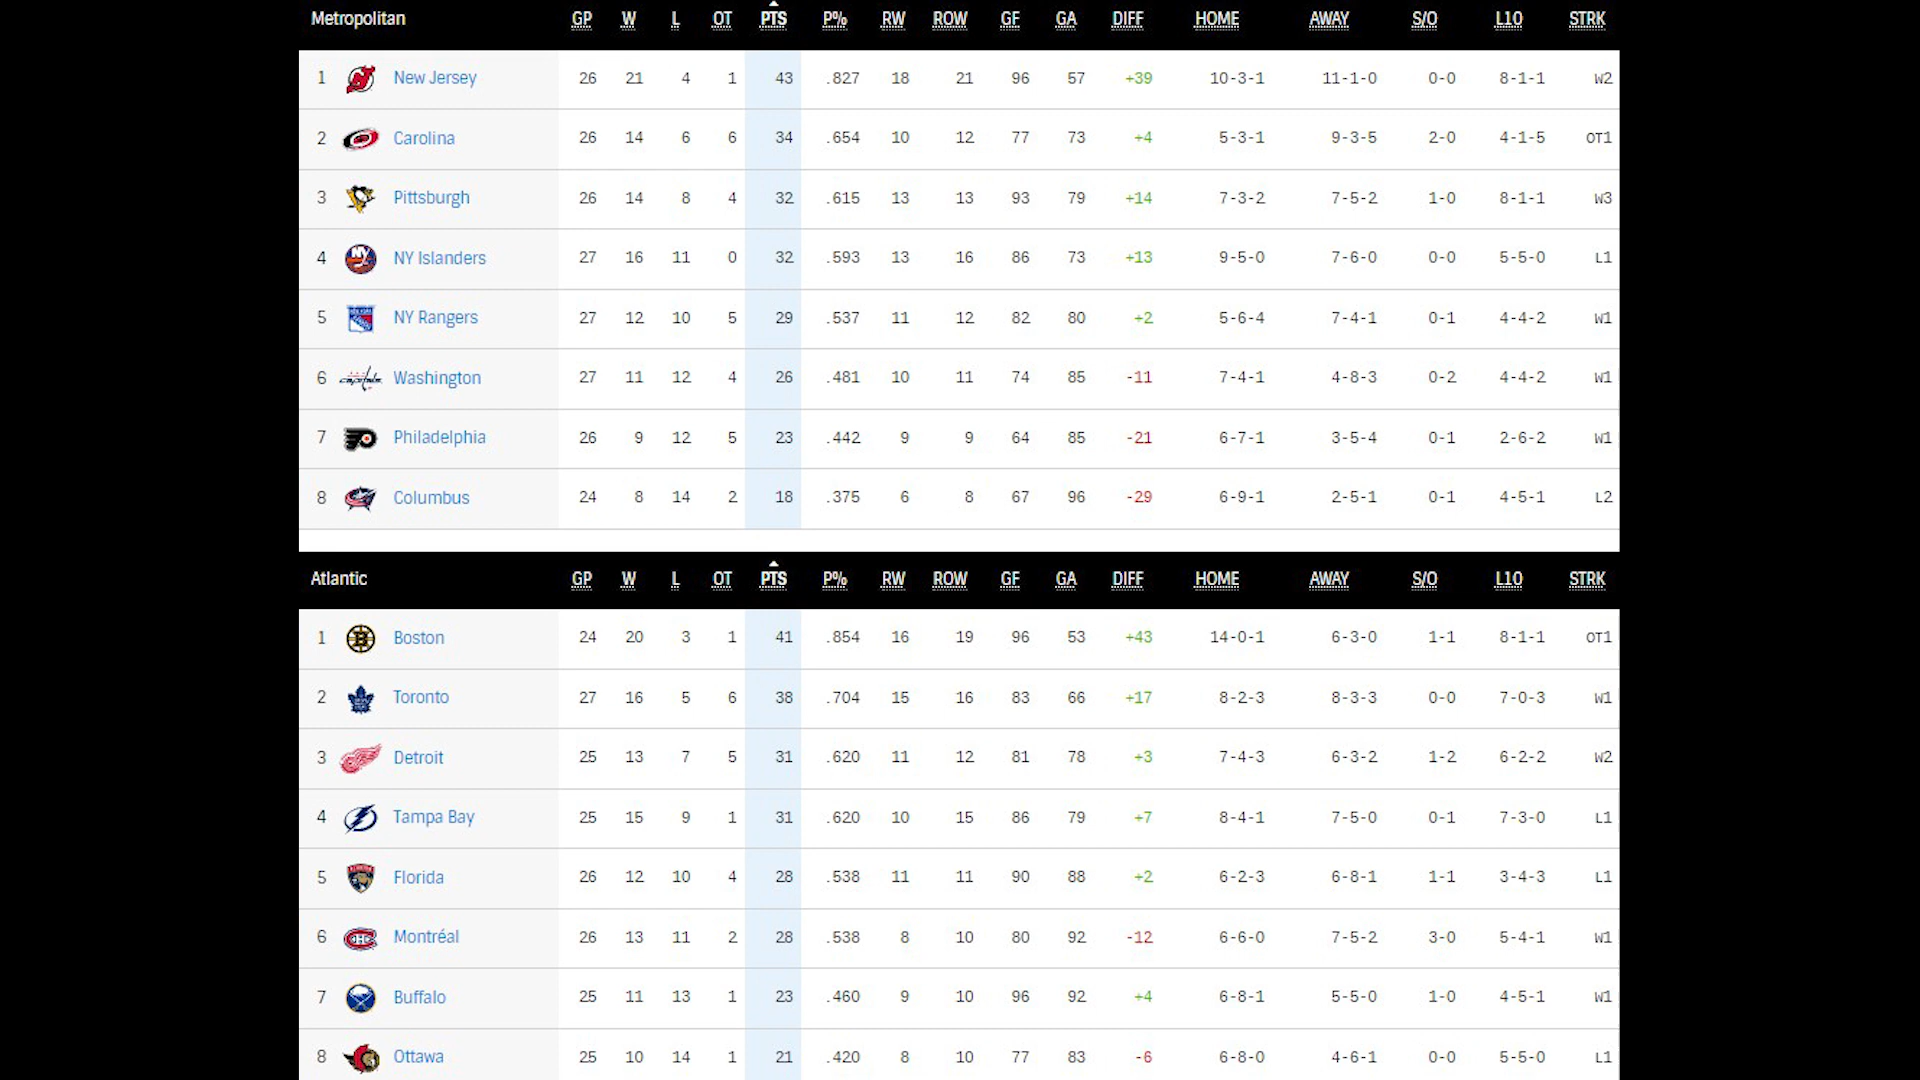 Metropolitan GP W L OT PTS P% RW ROW GF GA DIFF HOME AWAY S/O L10 STRK
1 New Jersey 26 21 4 1 43 .827 18 21 96 57 +39 10-3-1 11-1-0 0-0 8-1-1 W2
2 Carolina 26 14 6 6 34 .654 10 12 77 73 +4 5-3-1 9-3-5 2-0 4-1-5 OT1
3 Pittsburgh 26 14 8 4 32 .615 13 13 93 79 +14 7-3-2 7-5-2 1-0 8-1-1 W3
4 NY Islanders 27 16 11 0 32 .593 13 16 86 73 +13 9-5-0 7-6-0 0-0 5-5-0 L1
5 NY Rangers 27 12 10 5 29 .537 11 12 82 80 +2 5-6-4 7-4-1 0-1 4-4-2 W1
6 Washington 27 11 12 4 26 .481 10 11 74 85 -11 7-4-1 4-8-3 0-2 4-4-2 W1
7 Philadelphia 26 9 12 5 23 .442 9 9 64 85 -21 6-7-1 3-5-4 0-1 2-6-2 W1
8 Columbus 24 8 14 2 18 .375 6 8 67 96 -29 6-9-1 2-5-1 0-1 4-5-1 L2
Atlantic GP W L OT PTS P% RW ROW GF GA DIFF HOME AWAY S/O L10 STRK
1 Boston 24 20 3 1 41 .854 16 19 96 53 +43 14-0-1 6-3-0 1-1 8-1-1 OT1
2 Toronto 27 16 5 6 38 .704 15 16 83 66 +17 8-2-3 8-3-3 0-0 7-0-3 W1
3 Detroit 25 13 7 5 31 .620 11 12 81 78 +3 7-4-3 6-3-2 1-2 6-2-2 W2
4 Tampa Bay 25 15 9 1 31 .620 10 15 86 79 +7 8-4-1 7-5-0 0-1 7-3-0 L1
5 Florida 26 12 10 4 28 .538 11 11 90 88 +2 6-2-3 6-8-1 1-1 3-4-3 L1
6 Montréal 26 13 11 2 28 .538 8 10 80 92 -12 6-6-0 7-5-2 3-0 5-4-1 W1
7 Buffalo 25 11 13 1 23 .460 9 10 96 92 +4 6-8-1 5-5-0 1-0 4-5-1 W1
8 Ottawa 25 10 14 1 21 .420 8 10 77 83 -6 6-8-0 4-6-1 0-0 5-5-0 L1